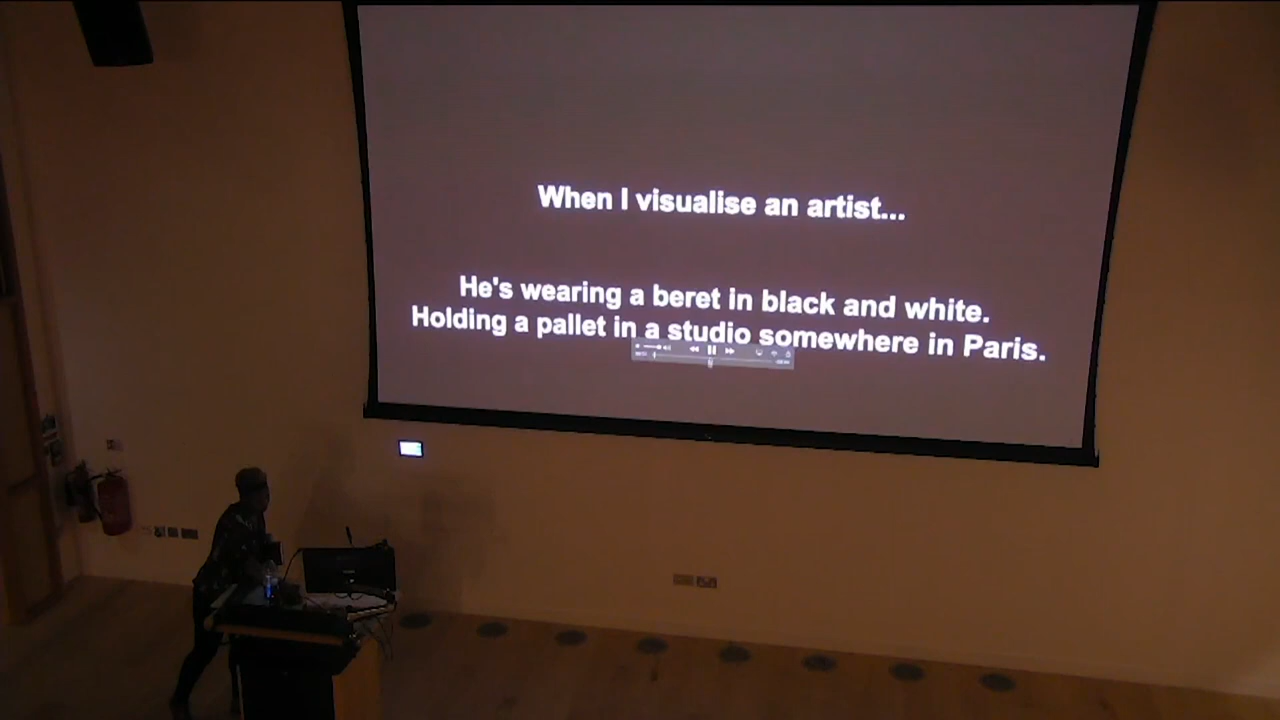 When I visualise an artist...
He's wearing a beret in black and white.
Holding a pallet in a studio somewhere in Paris.